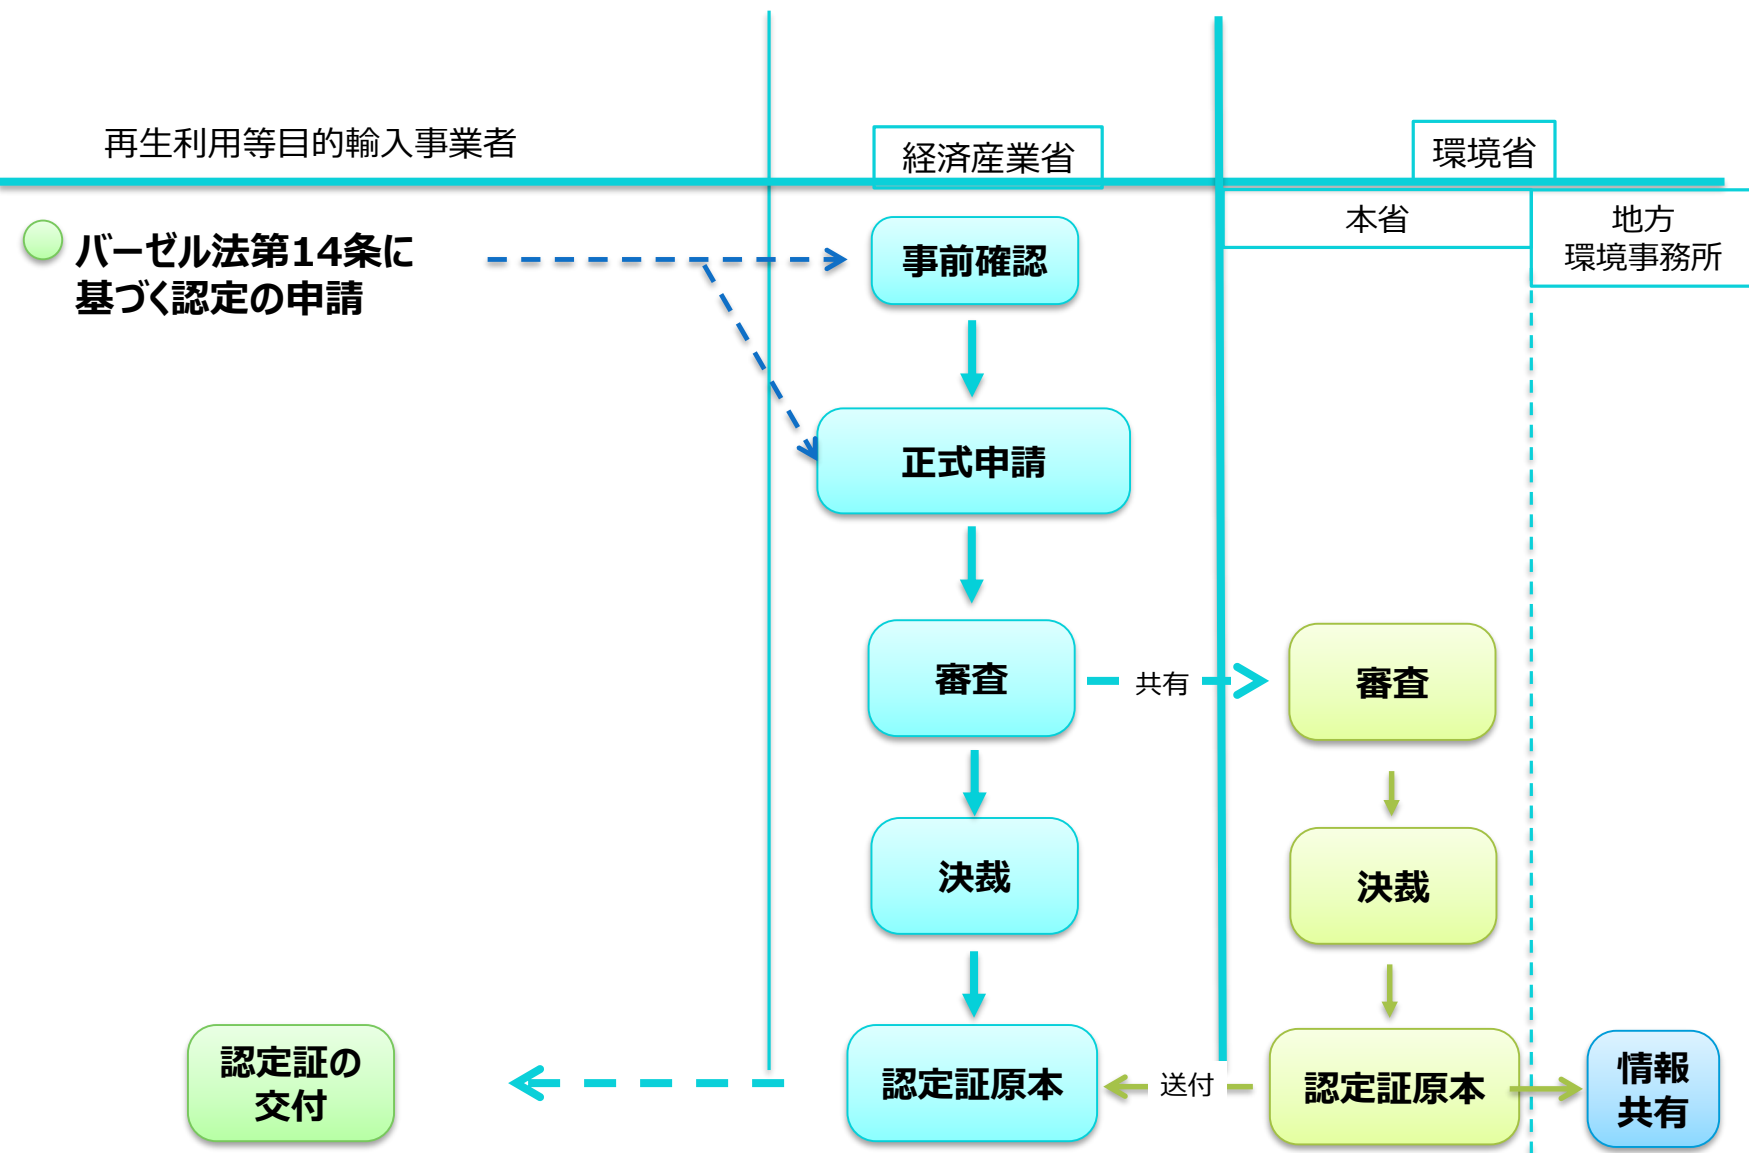 再生利用等目的輸入事業者
経済産業省
環境省
本省
地方
環境事務所
バーゼル法第14条に
基づく認定の申請
事前確認
正式申請
審査
共有
審査
決裁
決裁
認定証の
交付
認定証原本
送付
認定証原本
情報
共有